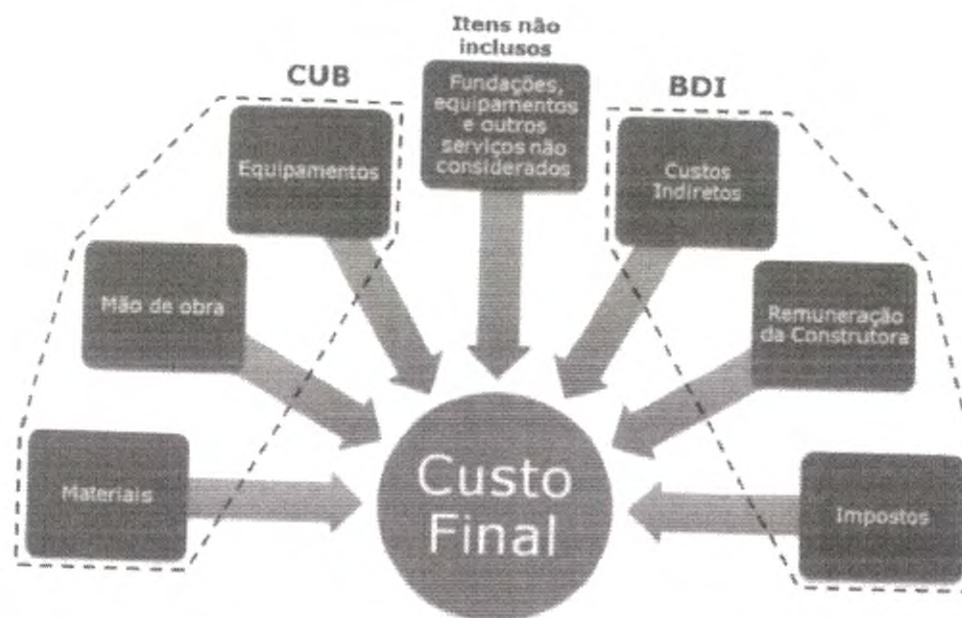 Itens não
inclusos
CUB
BDI
Fundações,
equipamentos
e outros
serviços não
considerados
Equipamentos
Custos
Indiretos
Mão de obra
Remuneração
da Construtora
Materiais
Custo
Final
Impostos